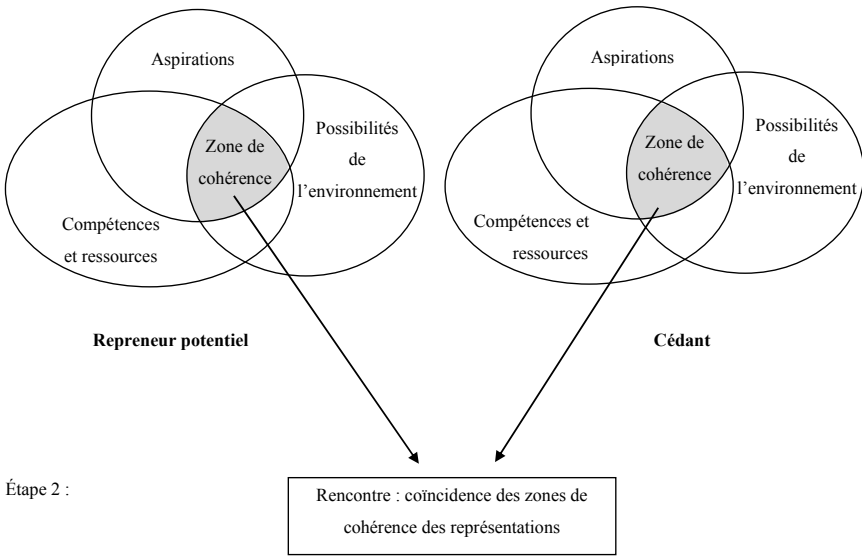 Aspirations
Possibilités
de
l’environnement
Zone de
cohérence
Compétences
et ressources
Repreneur potentiel
Aspirations
Possibilités
de
l’environnement
Zone de
cohérence
Compétences et
ressources
Cédant
Étape 2 :
Rencontre : coïncidence des zones de
cohérence des représentations